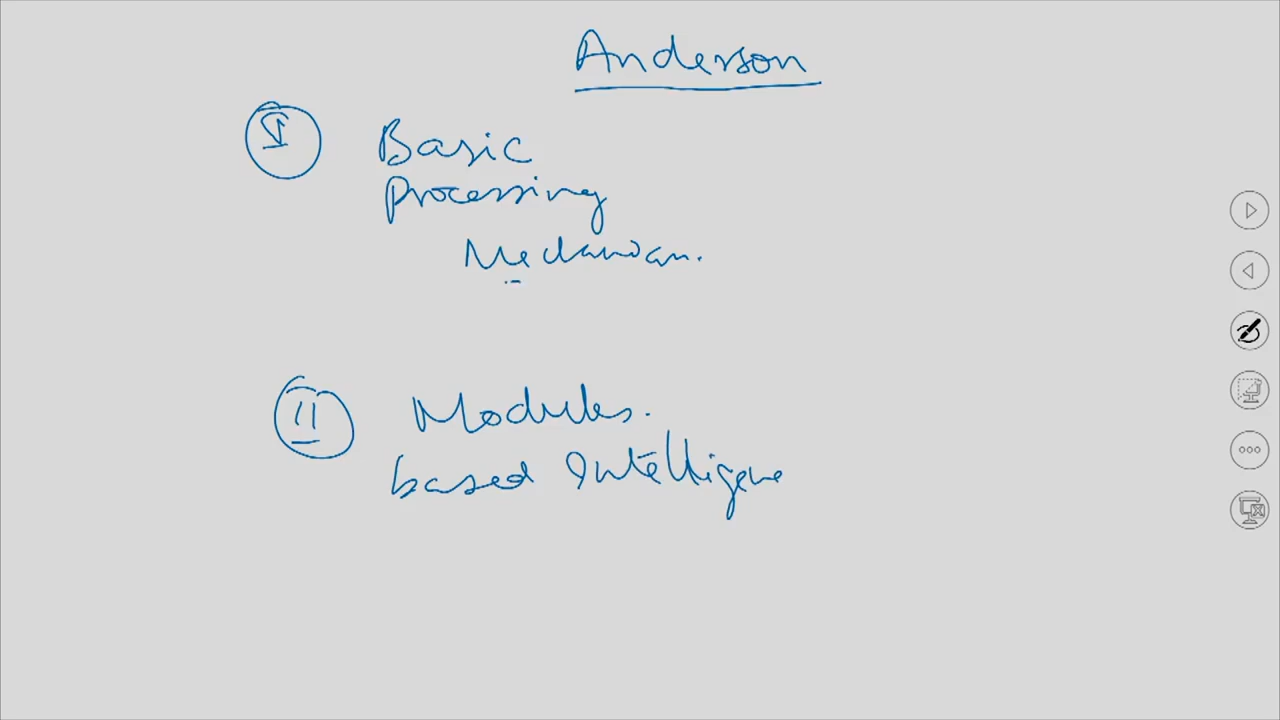 Anderson
I Basic
Processing
Mechanism.
II Modules.
based Intelligence